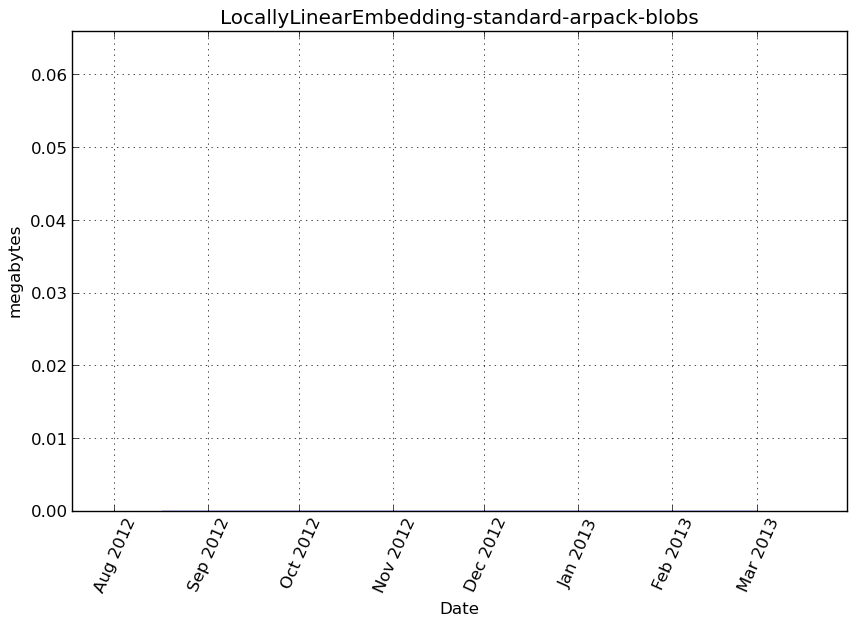 LocallyLinearEmbedding-standard-arpack-blobs
megabytes
0.06
0.05
0.04
0.03
0.02
0.01
0.00
Aug 2012
Sep 2012
Oct 2012
Nov 2012
Dec 2012
Jan 2013
Feb 2013
Mar 2013
Date